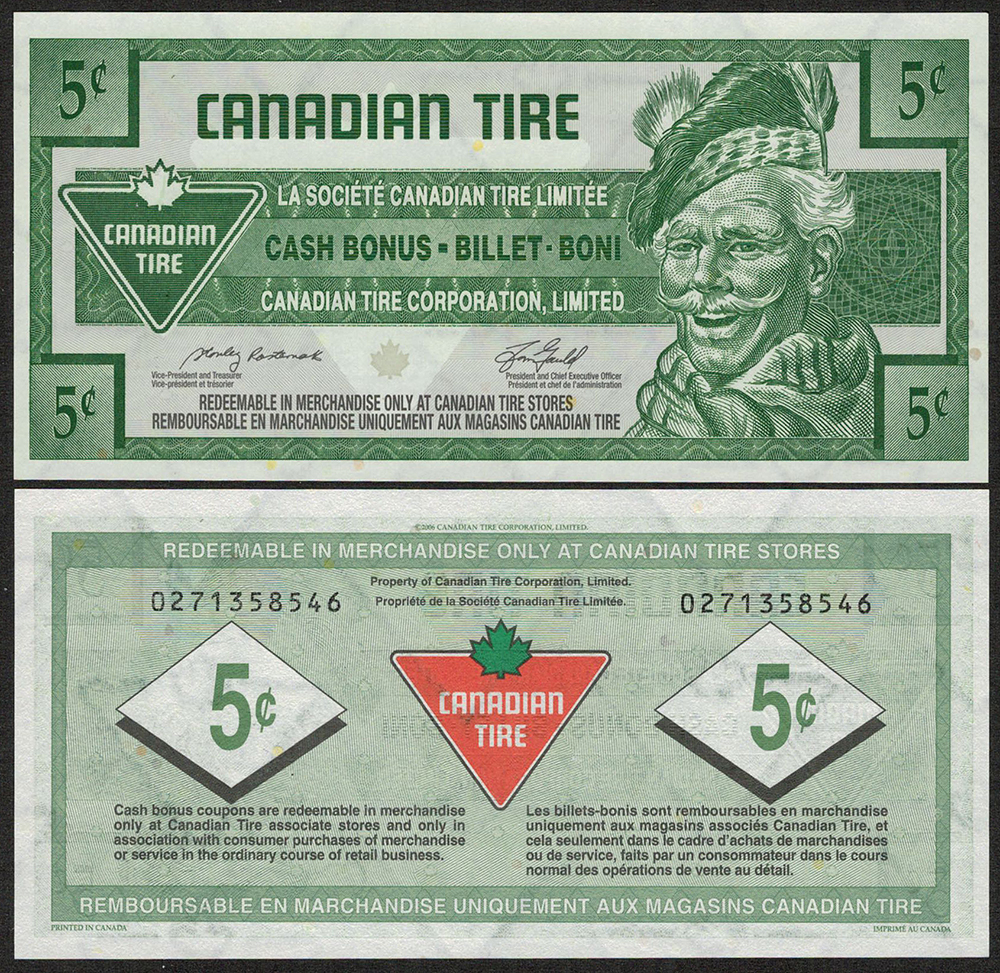 5¢
5¢
CANADIAN TIRE
LA SOCIÉTÉ CANADIAN TIRE LIMITÉE
CANADIAN
TIRE
CASH BONUS - BILLET - BONI
CANADIAN TIRE CORPORATION, LIMITED
Vice-President and Treasurer
Vice-président et trésorier
President and Chief Executive Officer
Président et chef de l'administration
5¢
5¢
REDEEMABLE IN MERCHANDISE ONLY AT CANADIAN TIRE STORES
REMBOURSABLE EN MARCHANDISE UNIQUEMENT AUX MAGASINS CANADIAN TIRE
©2006 CANADIAN TIRE CORPORATION, LIMITED.
REDEEMABLE IN MERCHANDISE ONLY AT CANADIAN TIRE STORES
Property of Canadian Tire Corporation, Limited.
Propriété de la Société Canadian Tire Limitée.
0271358546
0271358546
5¢
CANADIAN
TIRE
5¢
Cash bonus coupons are redeemable in merchandise
only at Canadian Tire associate stores and only in
association with consumer purchases of merchandise
or service in the ordinary course of retail business.
Les billets-bonis sont remboursables en marchandise
uniquement aux magasins associés Canadian Tire, et
cela seulement dans le cadre d'achats de marchandises
ou de service, faits par un consommateur dans le cours
normal des opérations de vente au détail.
REMBOURSABLE EN MARCHANDISE UNIQUEMENT AUX MAGASINS CANADIAN TIRE
PRINTED IN CANADA
IMPRIMÉ AU CANADA